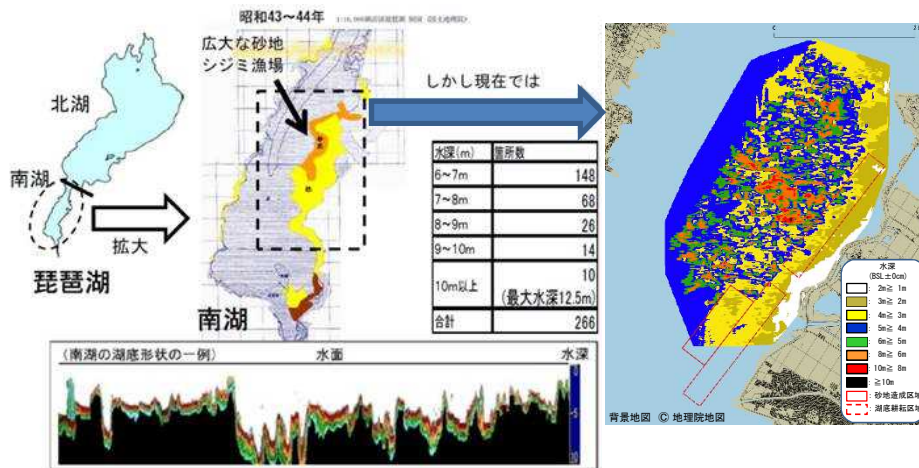 昭和43～44年
広大な砂地
シジミ漁場
北湖
南湖
拡大
琵琶湖
南湖
しかし現在では
水深(m) 箇所数
6～7m 148
7～8m 68
8～9m 26
9～10m 14
10m以上 10
(最大水深12.5m)
合計 266
(南湖の湖底形状の一例) 水面 水深
5
10
水深
(BSL±0cm)
: 2m≧ 1m
: 3m≧ 2m
: 4m≧ 3m
: 5m≧ 4m
: 6m≧ 5m
: 8m≧ 6m
: 10m≧ 8m
: ≧10m
: 砂地造成区域
: 湖底耕耘区域
背景地図 © 地理院地図